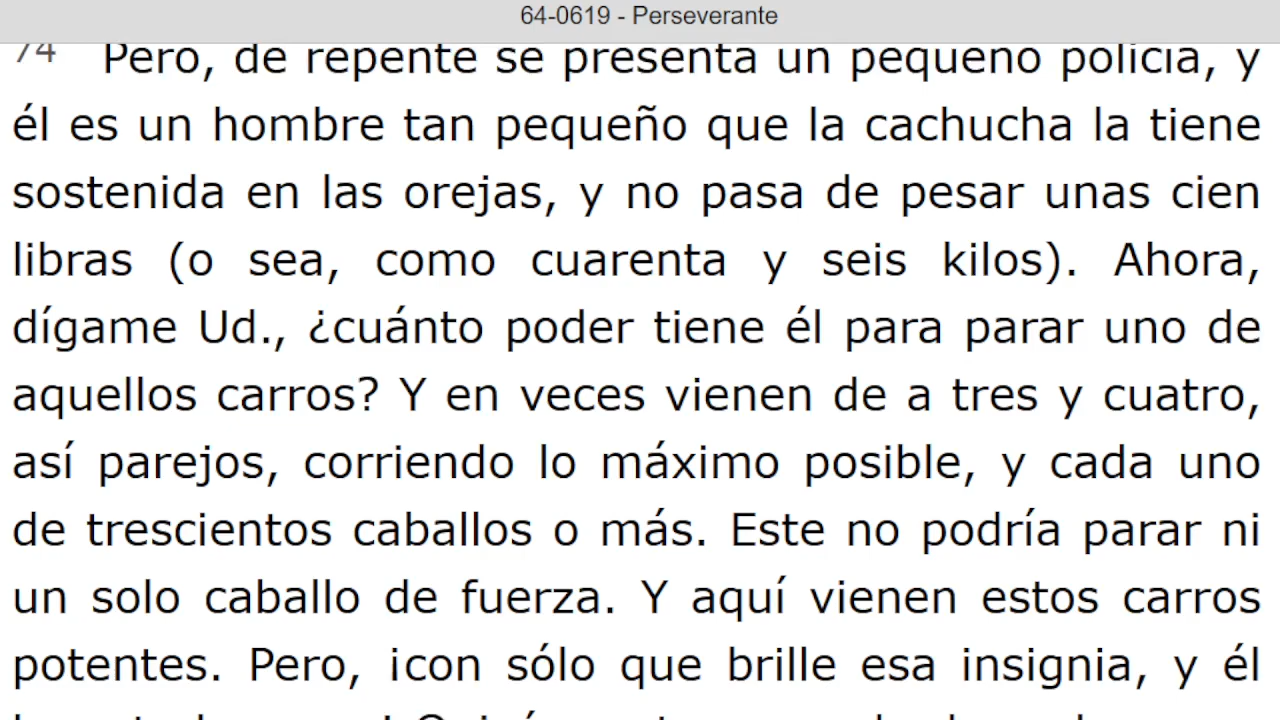 64-0619 - Perseverante
74 Pero, de repente se presenta un pequeño policía, y
él es un hombre tan pequeño que la cachucha la tiene
sostenida en las orejas, y no pasa de pesar unas cien
libras (o sea, como cuarenta y seis kilos). Ahora,
dígame Ud., ¿cuánto poder tiene él para parar uno de
aquellos carros? Y en veces vienen de a tres y cuatro,
así parejos, corriendo lo máximo posible, y cada uno
de trescientos caballos o más. Este no podría parar ni
un solo caballo de fuerza. Y aquí vienen estos carros
potentes. Pero, ¡con sólo que brille esa insignia, y él